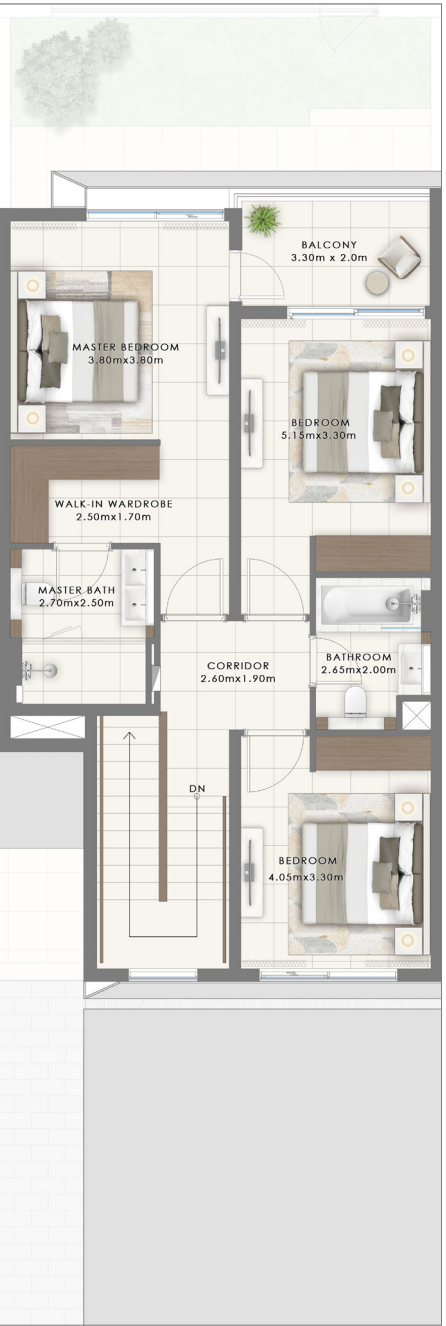 BALCONY
3.30m x 2.0m
MASTER BEDROOM
3.80mx3.80m
BEDROOM
5.15mx3.30m
WALK-IN WARDROBE
2.50mx1.70m
MASTER BATH
2.70mx2.50m
BATHROOM
2.65mx2.00m
CORRIDOR
2.60mx1.90m
DN
BEDROOM
4.05mx3.30m